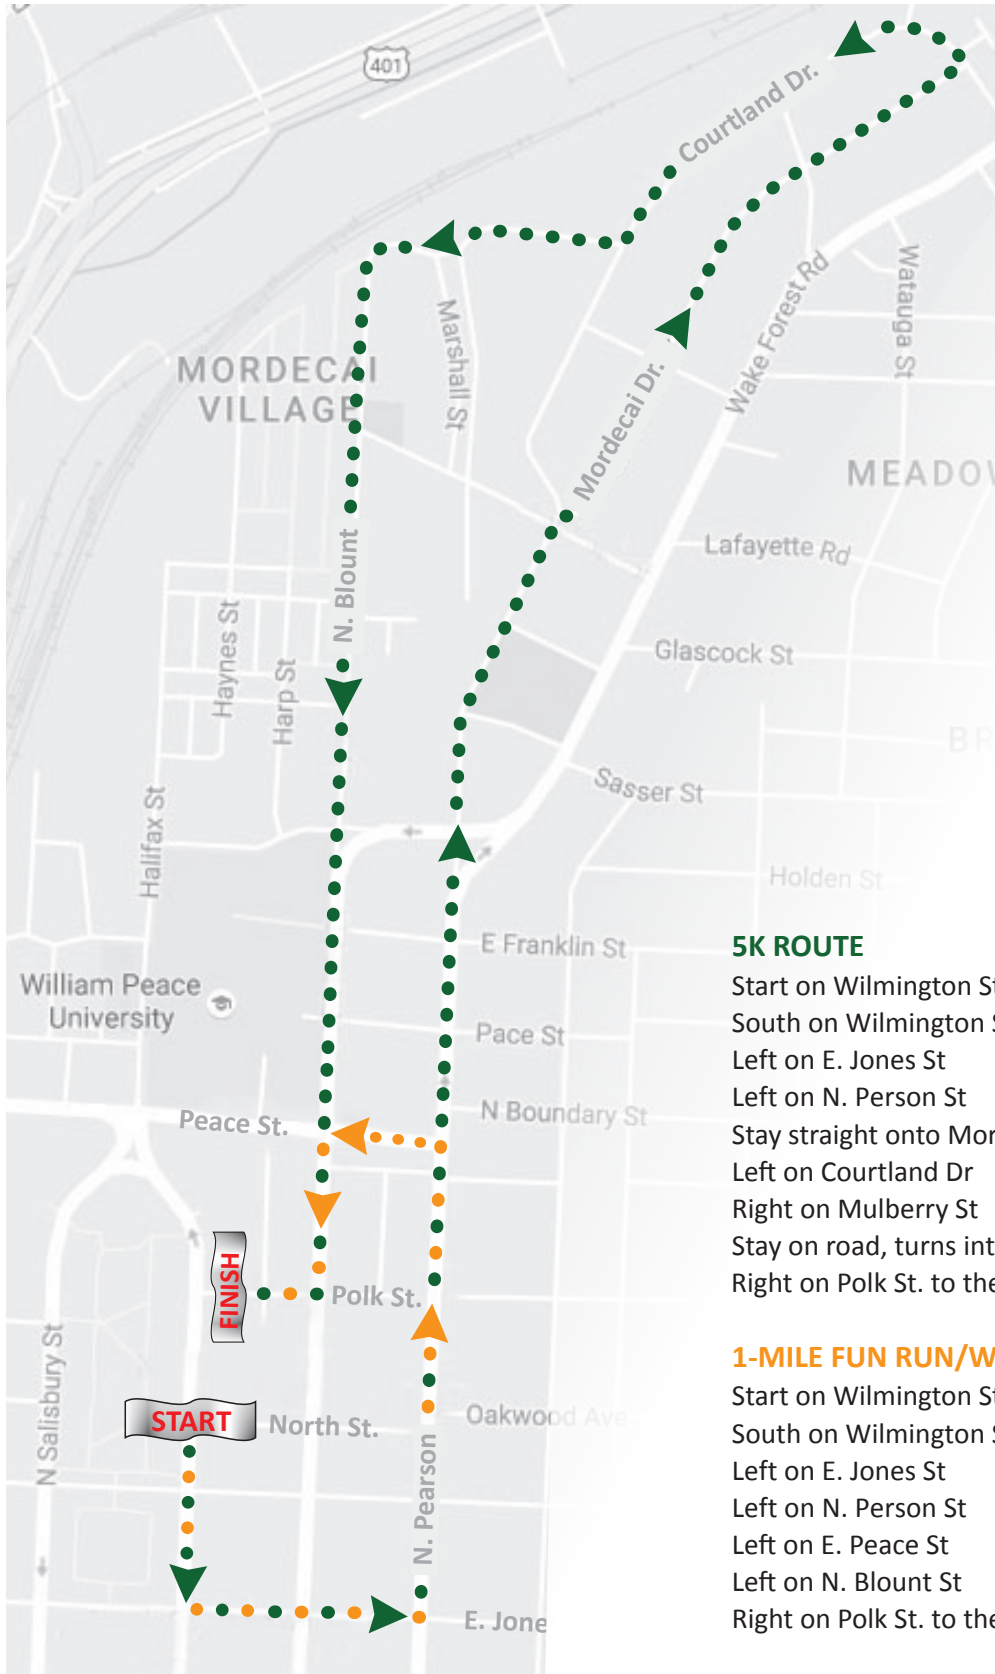 401
Courtland Dr.
Wake Forest Rd
Watauga St
Marshall St
MORDECAI
VILLAGE
Mordecai Dr.
MEADOW
Lafayette Rd
N. Blount
Glascock St
Haynes St
Harp St
BR
Sasser St
Halifax St
Holden St
E Franklin St
William Peace
University
Pace St
N Boundary St
Peace St.
FINISH
Polk St.
N Salisbury St
START
North St.
Oakwood Ave
N. Pearson
E. Jone
5K ROUTE
Start on Wilmington St
South on Wilmington S
Left on E. Jones St
Left on N. Person St
Stay straight onto Mor
Left on Courtland Dr
Right on Mulberry St
Stay on road, turns int
Right on Polk St. to the
1-MILE FUN RUN/W
Start on Wilmington St
South on Wilmington S
Left on E. Jones St
Left on N. Person St
Left on E. Peace St
Left on N. Blount St
Right on Polk St. to the